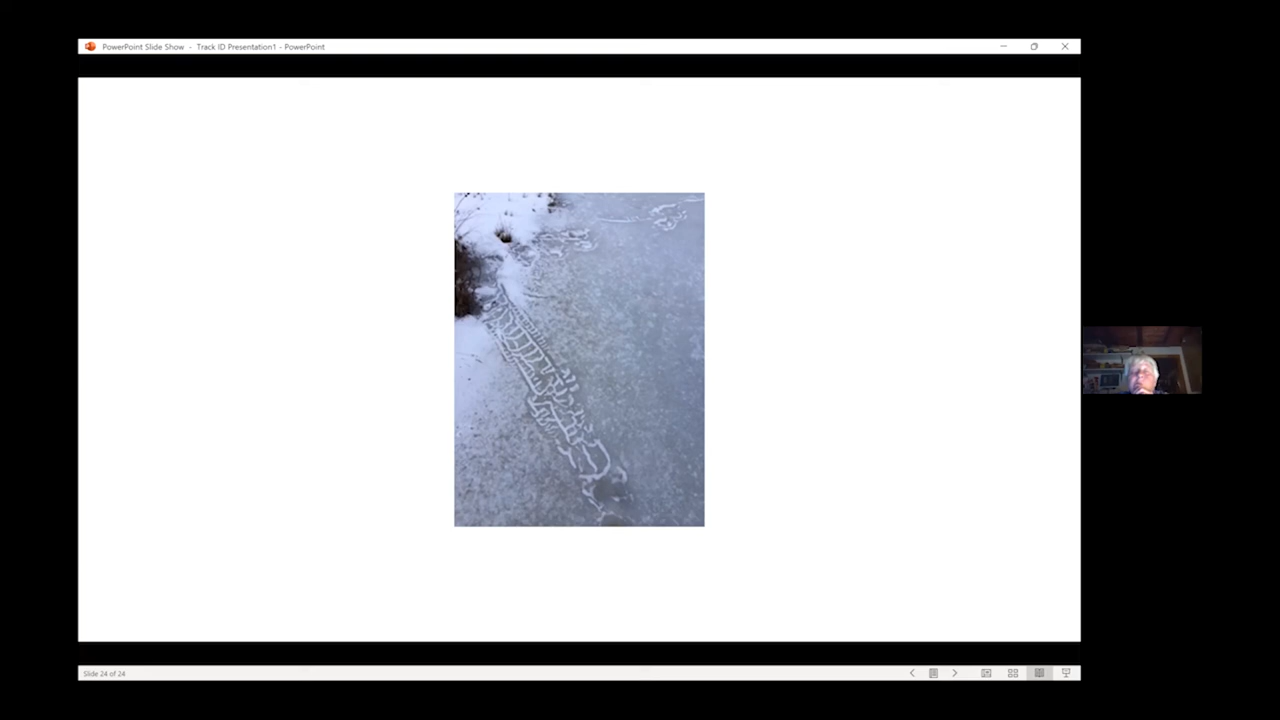 PowerPoint Slide Show - Track ID Presentation1 - PowerPoint
Slide 24 of 24